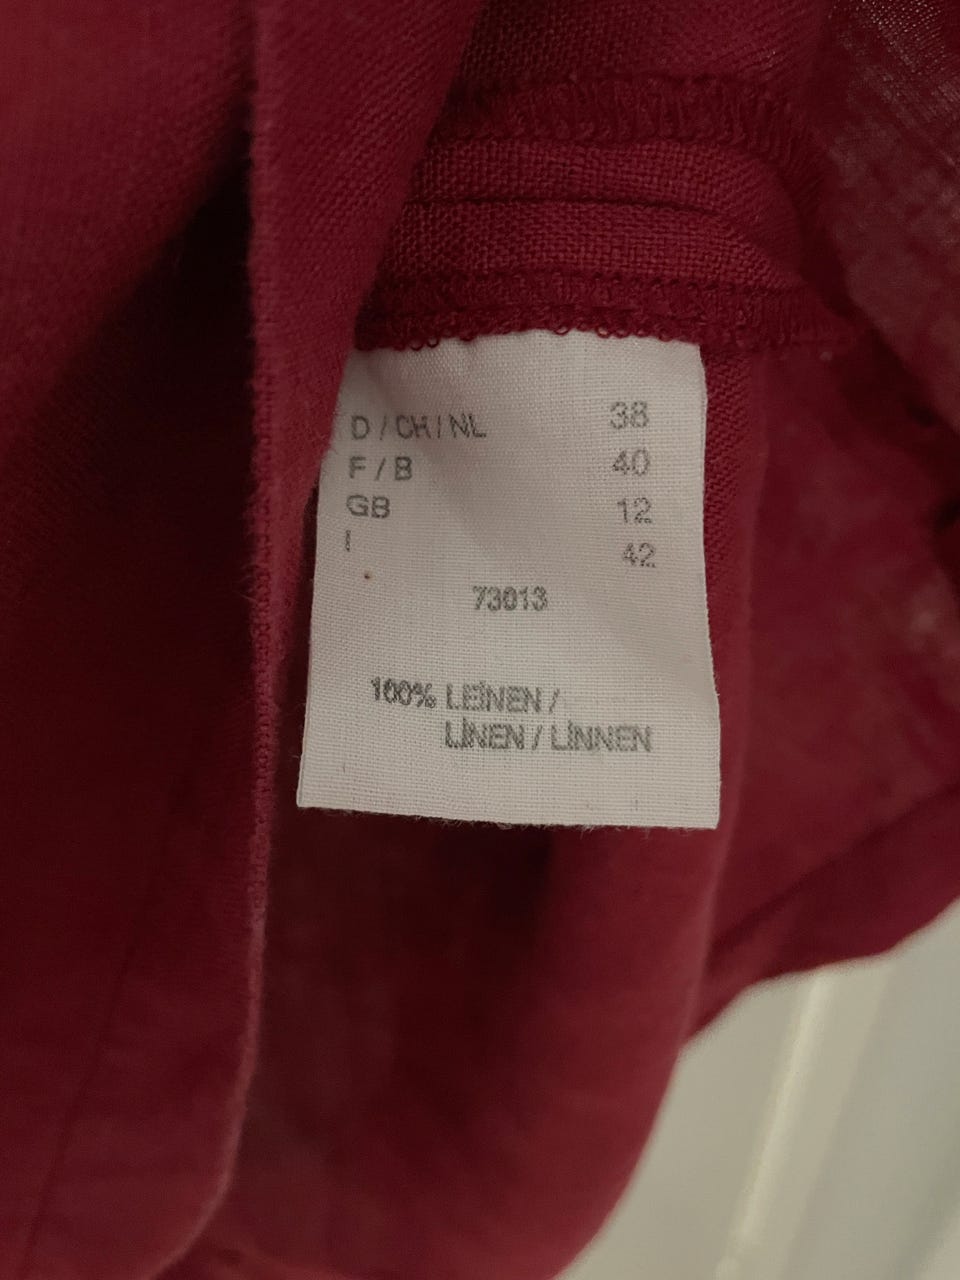 D / CH / NL 38
F / B 40
GB 12
I 42
73013
100% LEINEN /
LINEN / LINNEN